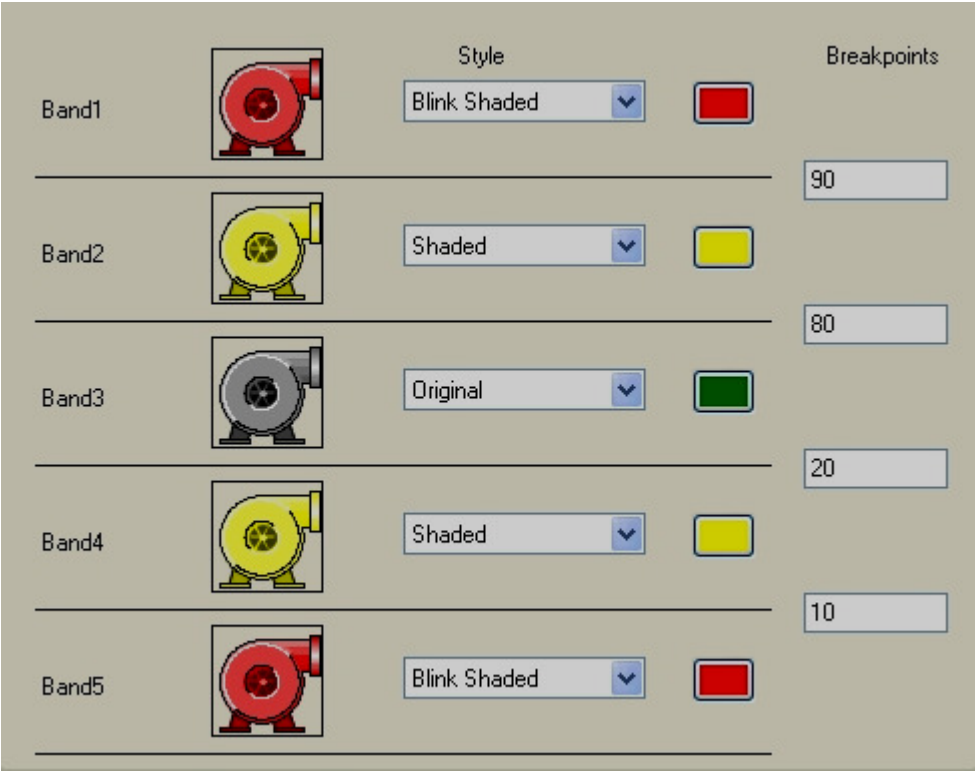 Style Breakpoints
Band1 Blink Shaded
90
Band2 Shaded
80
Band3 Original
20
Band4 Shaded
10
Band5 Blink Shaded